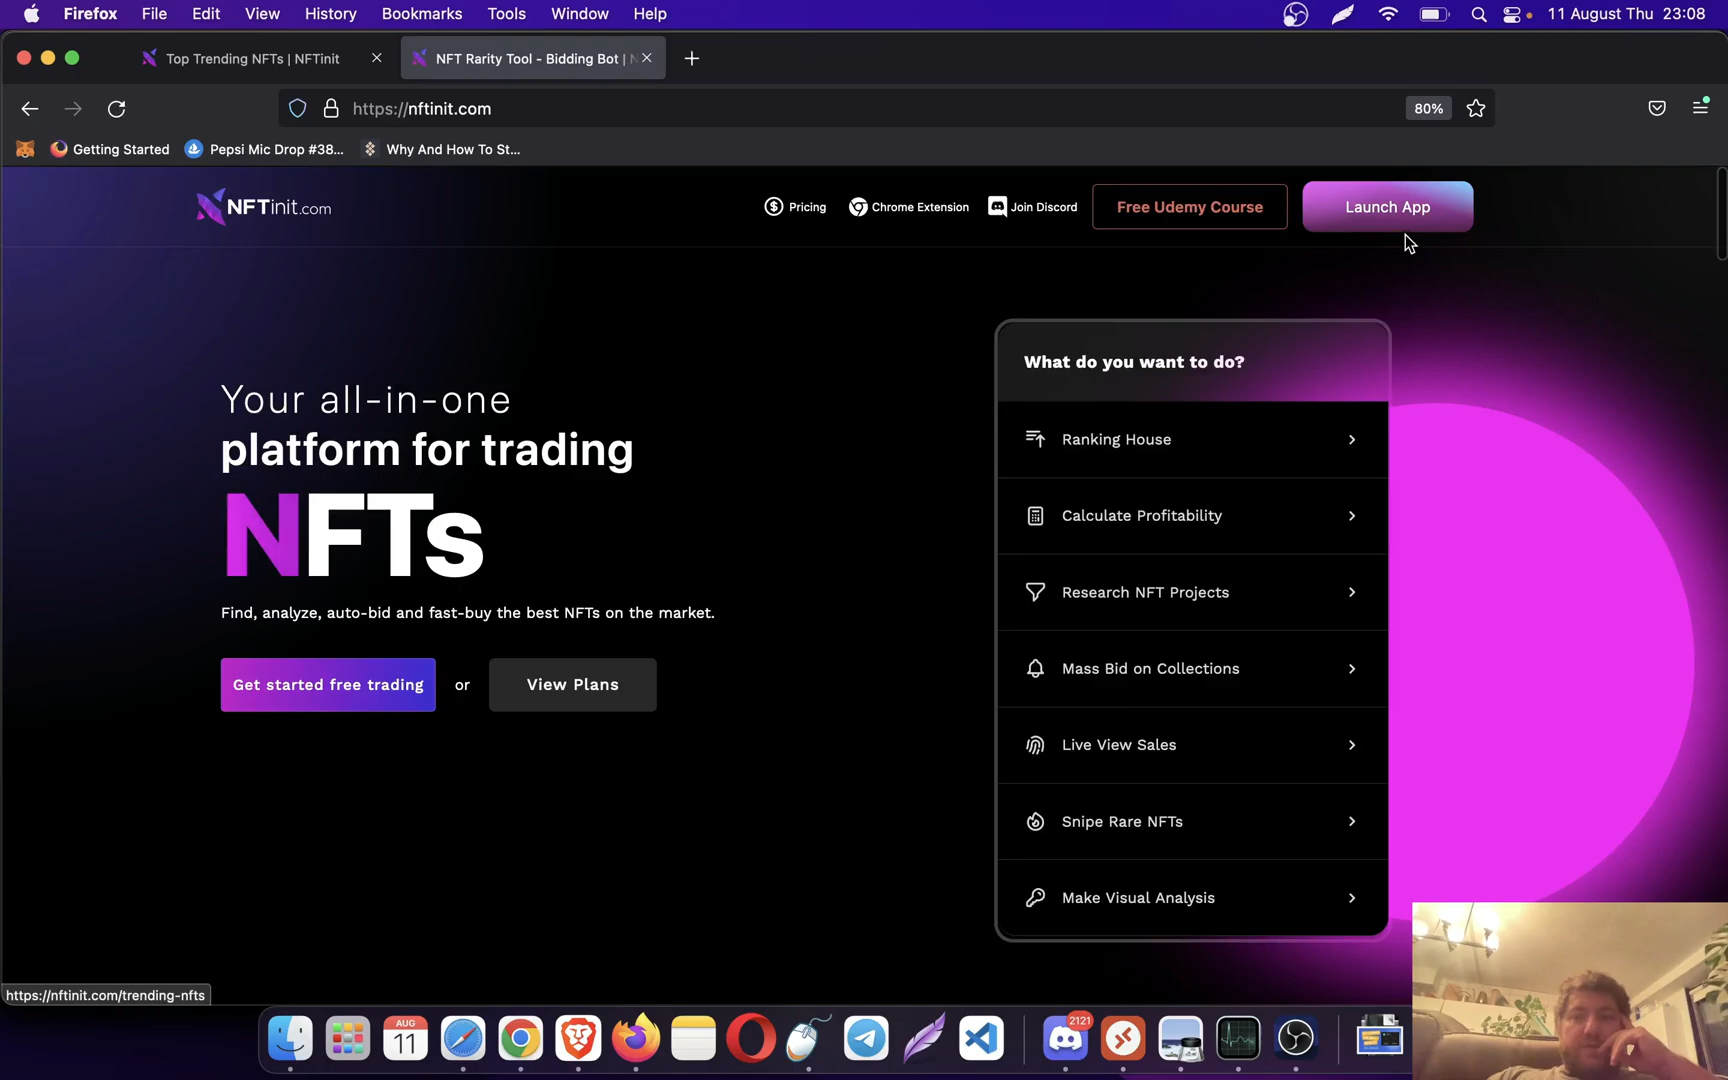 Firefox File Edit View History Bookmarks Tools Window Help 11 August Thu 23:08
Top Trending NFTs | NFTinit NFT Rarity Tool - Bidding Bot |
https://nftinit.com 80%
Getting Started Pepsi Mic Drop #38... Why And How To St...
NFTinit.com Pricing Chrome Extension Join Discord Free Udemy Course Launch App
What do you want to do?
Your all-in-one
platform for trading
NFTs
Find, analyze, auto-bid and fast-buy the best NFTs on the market.
Get started free trading or View Plans
Ranking House
Calculate Profitability
Research NFT Projects
Mass Bid on Collections
Live View Sales
Snipe Rare NFTs
Make Visual Analysis
https://nftinit.com/trending-nfts
AUG
11
2121